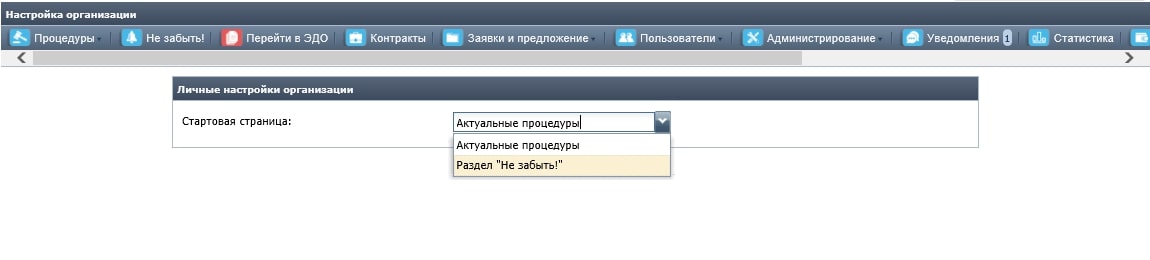 Настройка организации
Процедуры Не забыть! Перейти в ЭДО Контракты Заявки и предложение Пользователи Администрирование Уведомления 1 Статистика
Личные настройки организации
Стартовая страница: Актуальные процедуры
Актуальные процедуры
Раздел "Не забыть!"